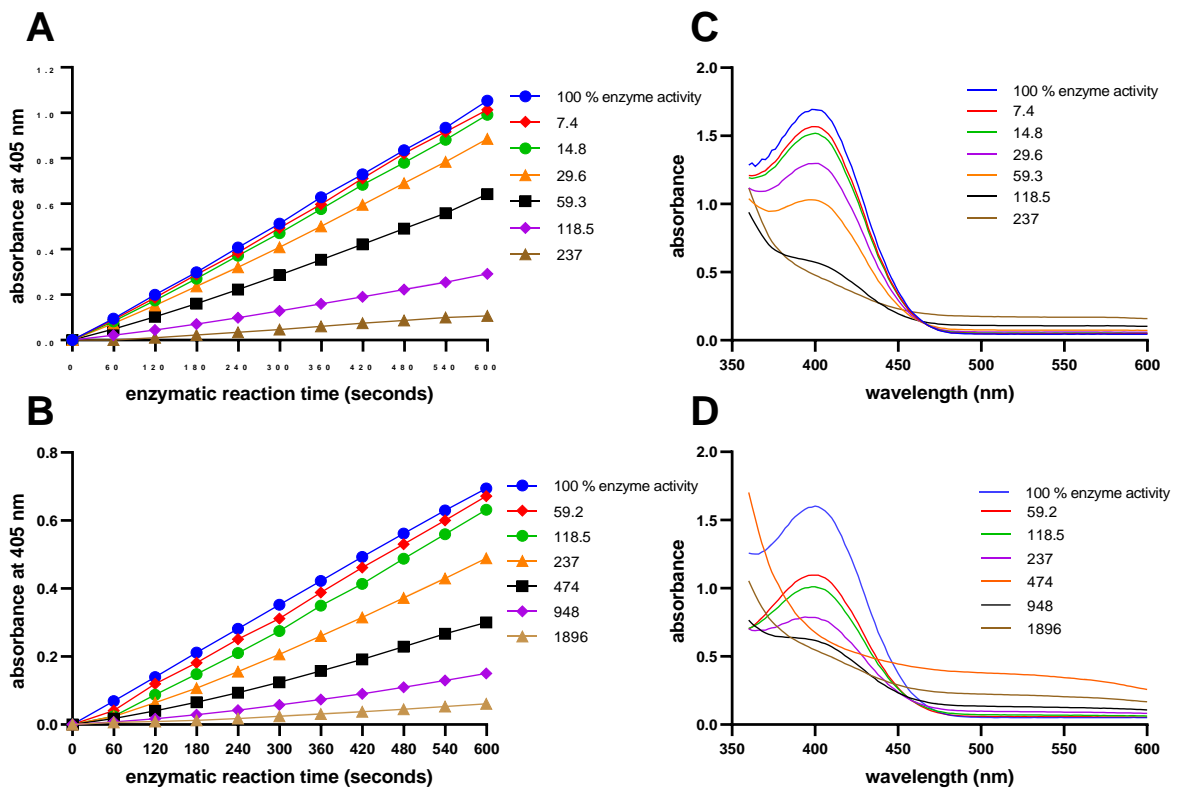 A
absorbance at 405 nm
1.2
1.0
0.8
0.6
0.4
0.2
0.0
0 60 120 180 240 300 360 420 480 540 600
enzymatic reaction time (seconds)
100 % enzyme activity
7.4
14.8
29.6
59.3
118.5
237
C
absorbance
2.0
1.5
1.0
0.5
0.0
350 400 450 500 550 600
wavelength (nm)
100 % enzyme activity
7.4
14.8
29.6
59.3
118.5
237
B
absorbance at 405 nm
0.8
0.6
0.4
0.2
0.0
0 60 120 180 240 300 360 420 480 540 600
enzymatic reaction time (seconds)
100 % enzyme activity
59.2
118.5
237
474
948
1896
D
absorbance
2.0
1.5
1.0
0.5
0.0
350 400 450 500 550 600
wavelength (nm)
100 % enzyme activity
59.2
118.5
237
474
948
1896